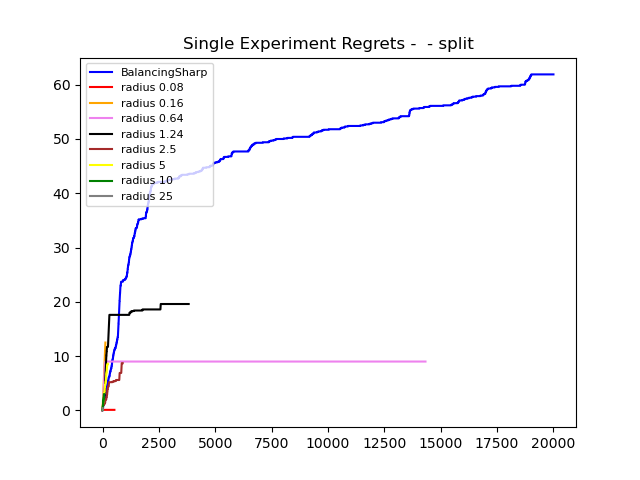 Single Experiment Regrets -  - split
BalancingSharp
radius 0.08
radius 0.16
radius 0.64
radius 1.24
radius 2.5
radius 5
radius 10
radius 25
60
50
40
30
20
10
0
0 2500 5000 7500 10000 12500 15000 17500 20000